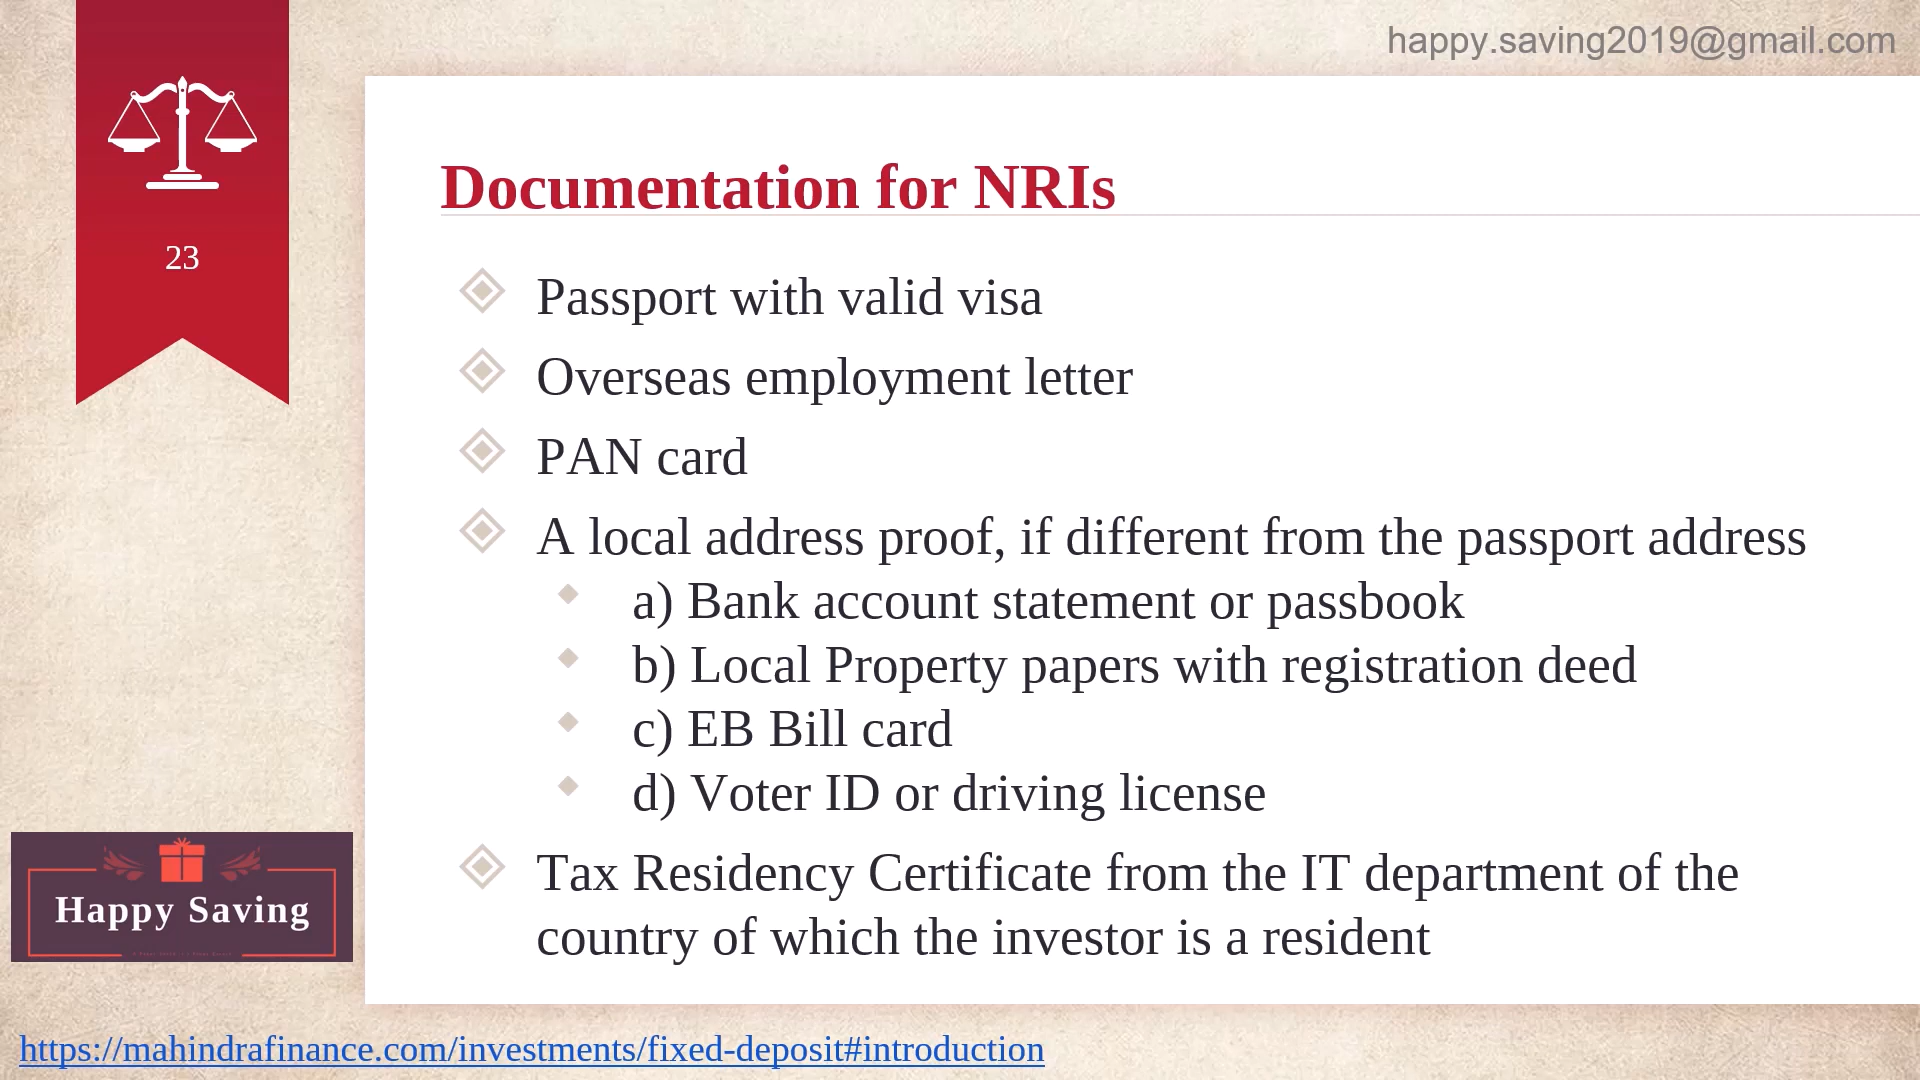 happy.saving2019@gmail.com
23
Documentation for NRIs
Passport with valid visa
Overseas employment letter
PAN card
A local address proof, if different from the passport address
a) Bank account statement or passbook
b) Local Property papers with registration deed
c) EB Bill card
d) Voter ID or driving license
Tax Residency Certificate from the IT department of the
country of which the investor is a resident
Happy Saving
https://mahindrafinance.com/investments/fixed-deposit#introduction